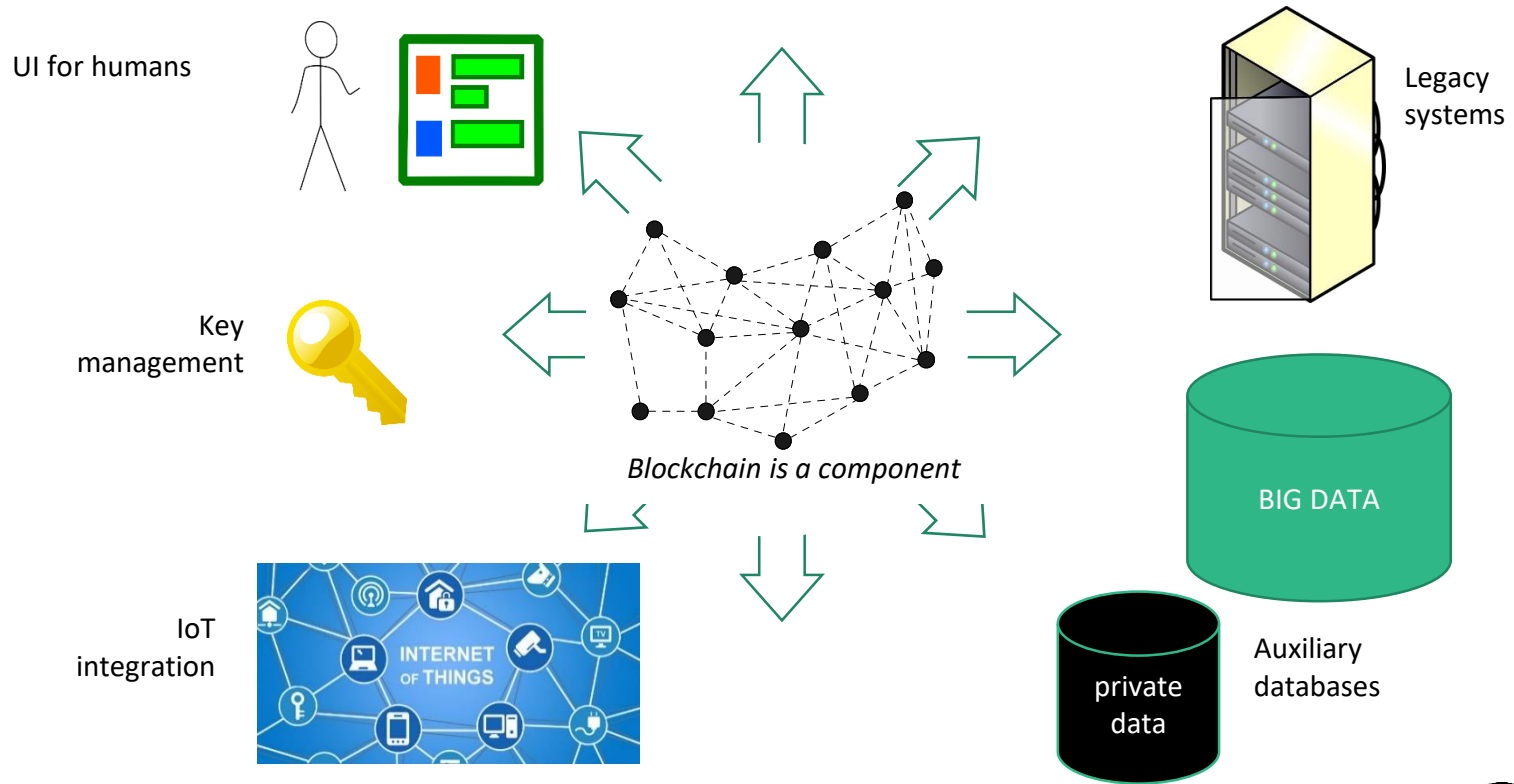 UI for humans
Legacy
systems
Key
management
Blockchain is a component
BIG DATA
IoT
integration
INTERNET
OF THINGS
TV
private
data
Auxiliary
databases